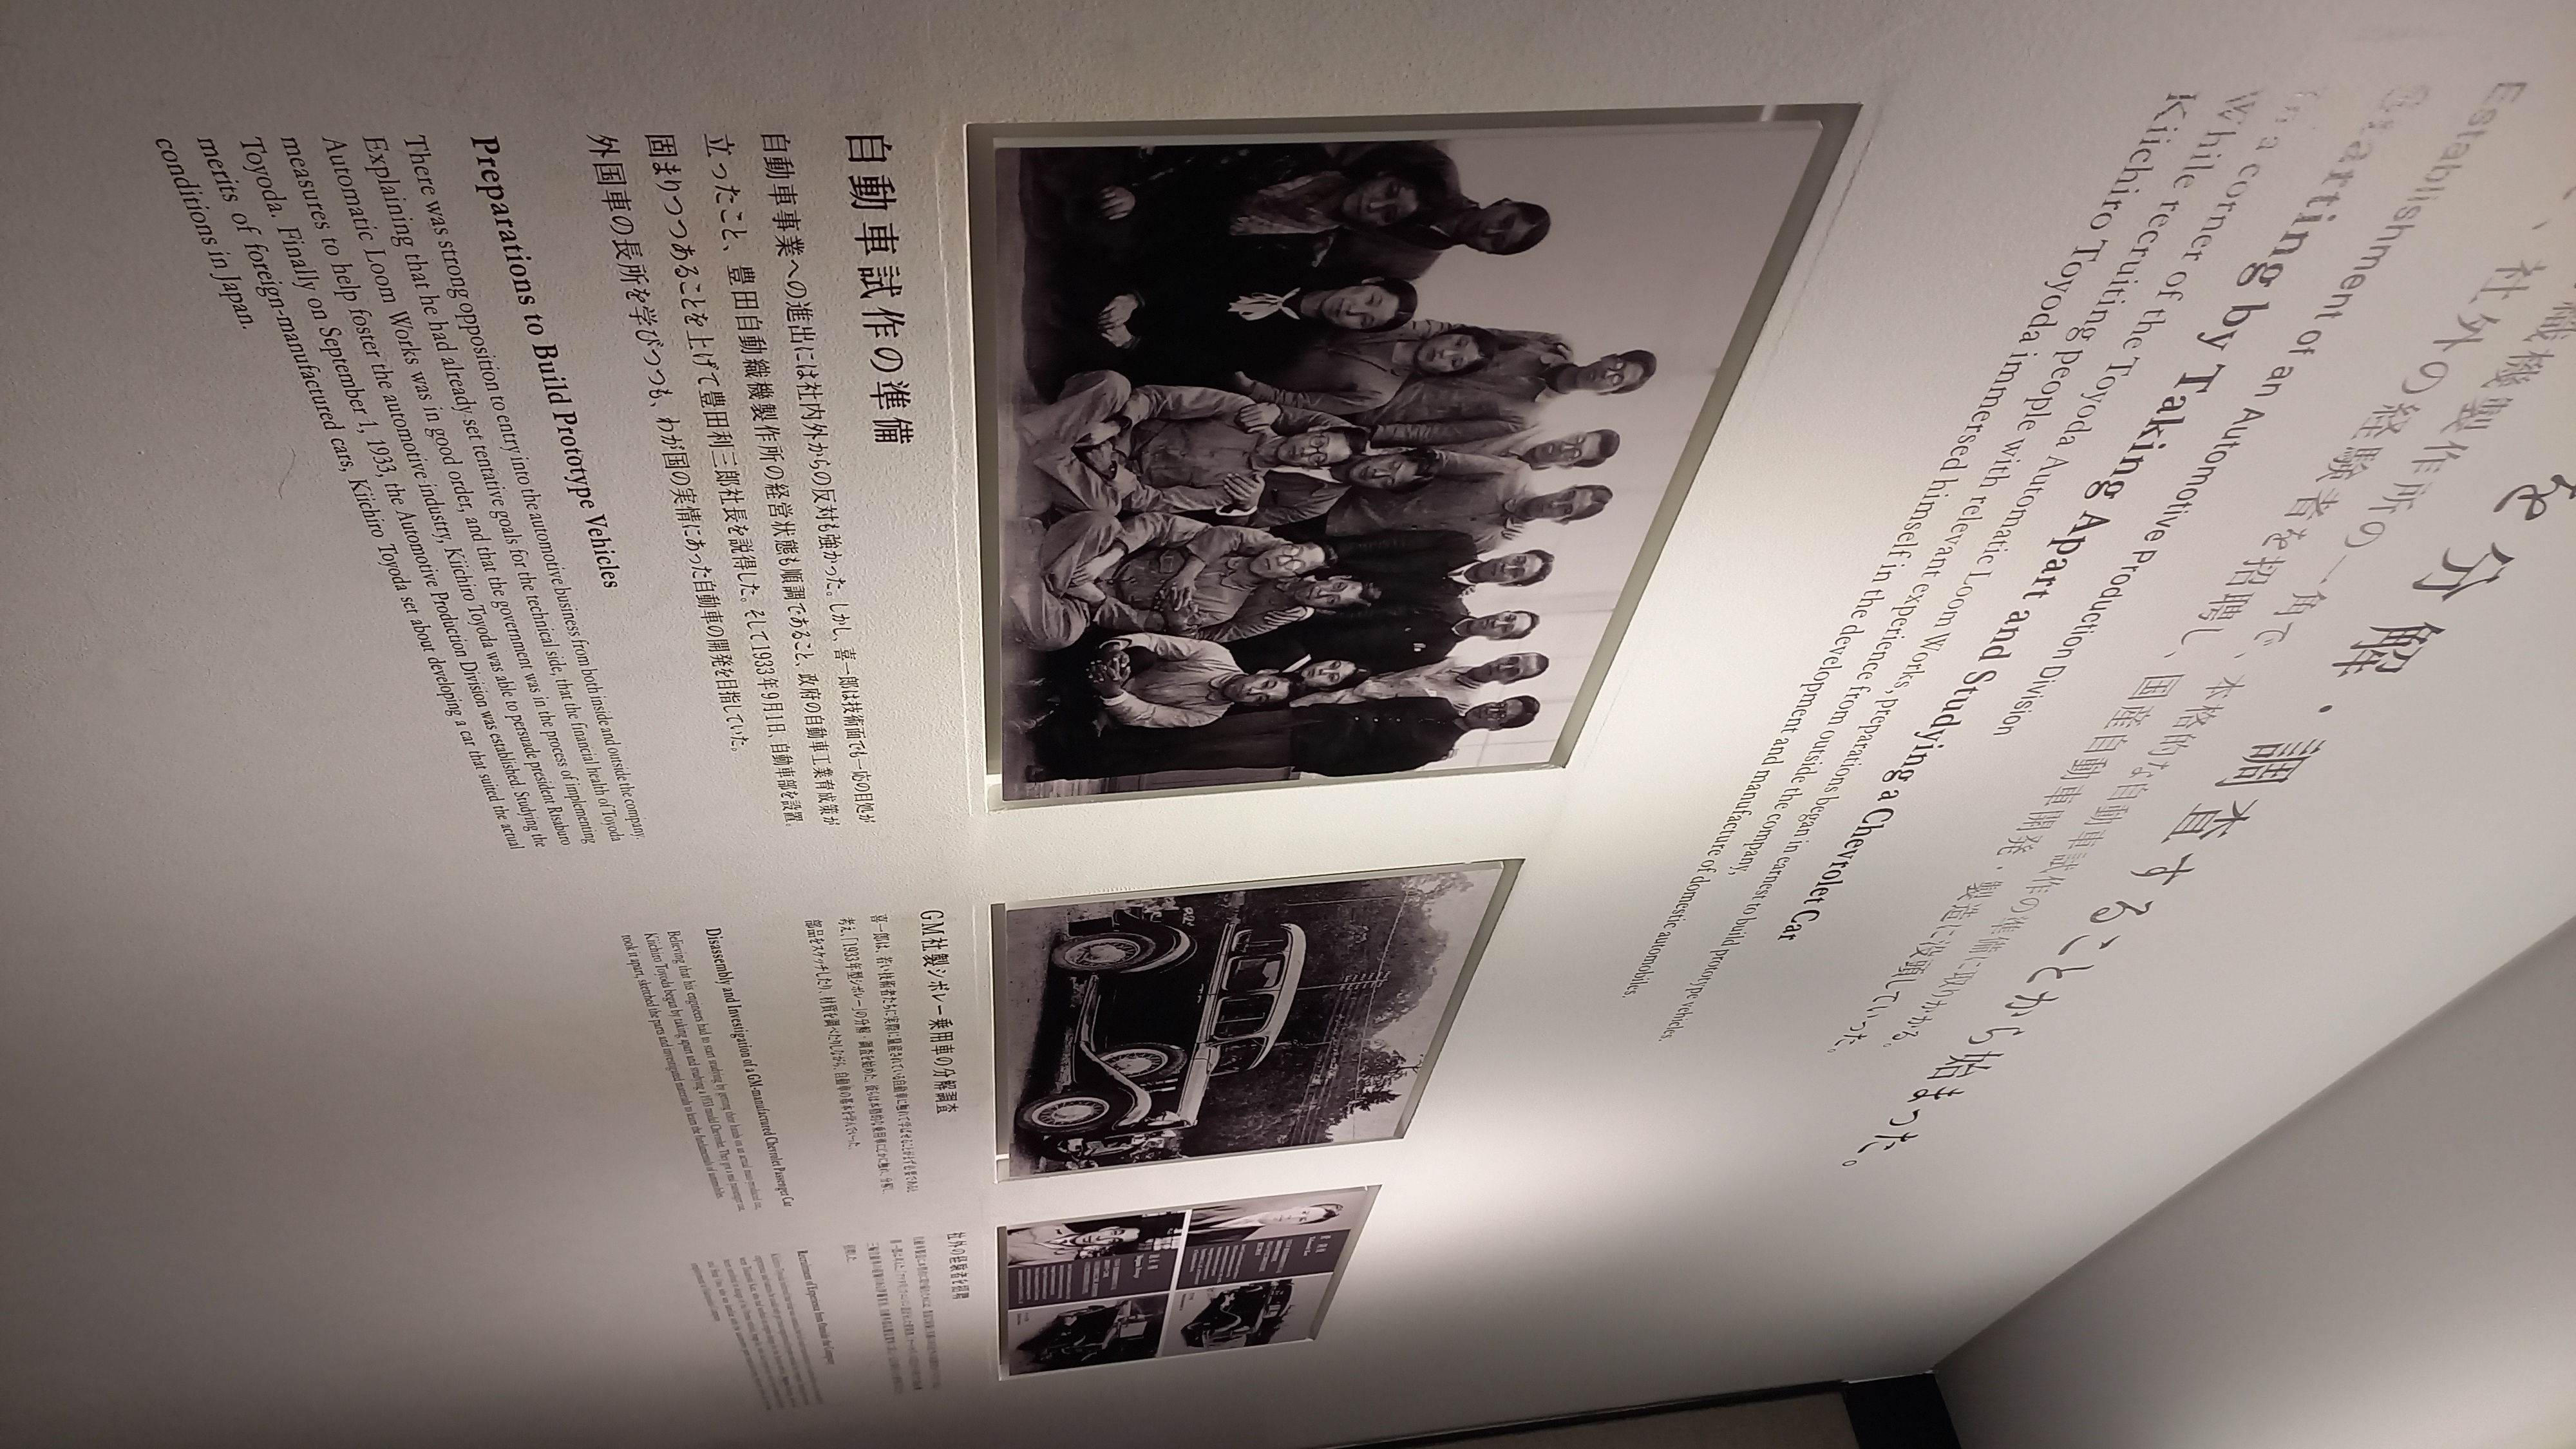 を分解・調査することから始まった。
織機製作所の一角で、本格的な自動車試作の準備に取りかかる。
、社外の経験者を招聘し、国産自動車開発・製造に没頭していった。
Establishment of an Automotive Production Division
Starting by Taking Apart and Studying a Chevrolet Car
In a corner of the Toyoda Automatic Loom Works, preparations began in earnest to build prototype vehicles.
While recruiting people with relevant experience from outside the company,
Kiichiro Toyoda immersed himself in the development and manufacture of domestic automobiles.
自動車試作の準備
自動車事業への進出には社内外からの反対も強かった。しかし、喜一郎は技術面でも一応の目処が
立ったこと、豊田自動織機製作所の経営状態も順調であること、政府の自動車工業育成策が
固まりつつあることを上げて豊田利三郎社長を説得した。そして1933年9月1日、自動車部を設置。
外国車の長所を学びつつも、わが国の実情にあった自動車の開発を目指していた。
Preparations to Build Prototype Vehicles
There was strong opposition to entry into the automotive business from both inside and outside the company.
Explaining that he had already set tentative goals for the technical side, that the financial health of Toyoda
Automatic Loom Works was in good order, and that the government was in the process of implementing
measures to help foster the automotive industry, Kiichiro Toyoda was able to persuade president Risaburo
Toyoda. Finally on September 1, 1933, the Automotive Production Division was established. Studying the
merits of foreign-manufactured cars, Kiichiro Toyoda set about developing a car that suited the actual
conditions in Japan.
GM社製シボレー乗用車の分解調査
喜一郎は、若い技術者たちに実際に量産されている自動車に触れて学ばせることがまず必要であると
考え、「1933年型シボレー」の分解・調査を始めた。彼らは本格的な乗用車にじかに触れ、分解し、
部品をスケッチしたり、材質を調べたりしながら、自動車の基本を学んでいった。
Disassembly and Investigation of a GM-manufactured Chevrolet Passenger Car
Believing that his engineers had to start studying by getting their hands on an actual mass-produced car,
Kiichiro Toyoda began by taking apart and studying a 1933 model Chevrolet. They got a real passenger car,
took it apart, sketched the parts and investigated materials to learn the fundamentals of automobiles.
社外の経験者を招聘
Recruitment of Experience from Outside the Company